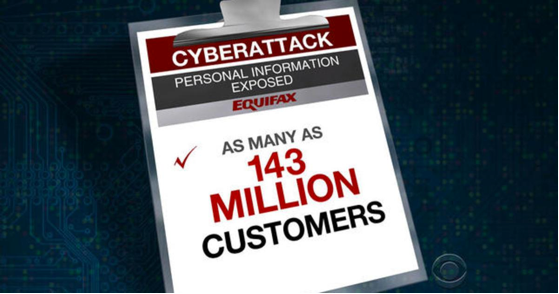 CYBERATTACK
PERSONAL INFORMATION
EXPOSED
EQUIFAX
AS MANY AS
143
MILLION
CUSTOMERS